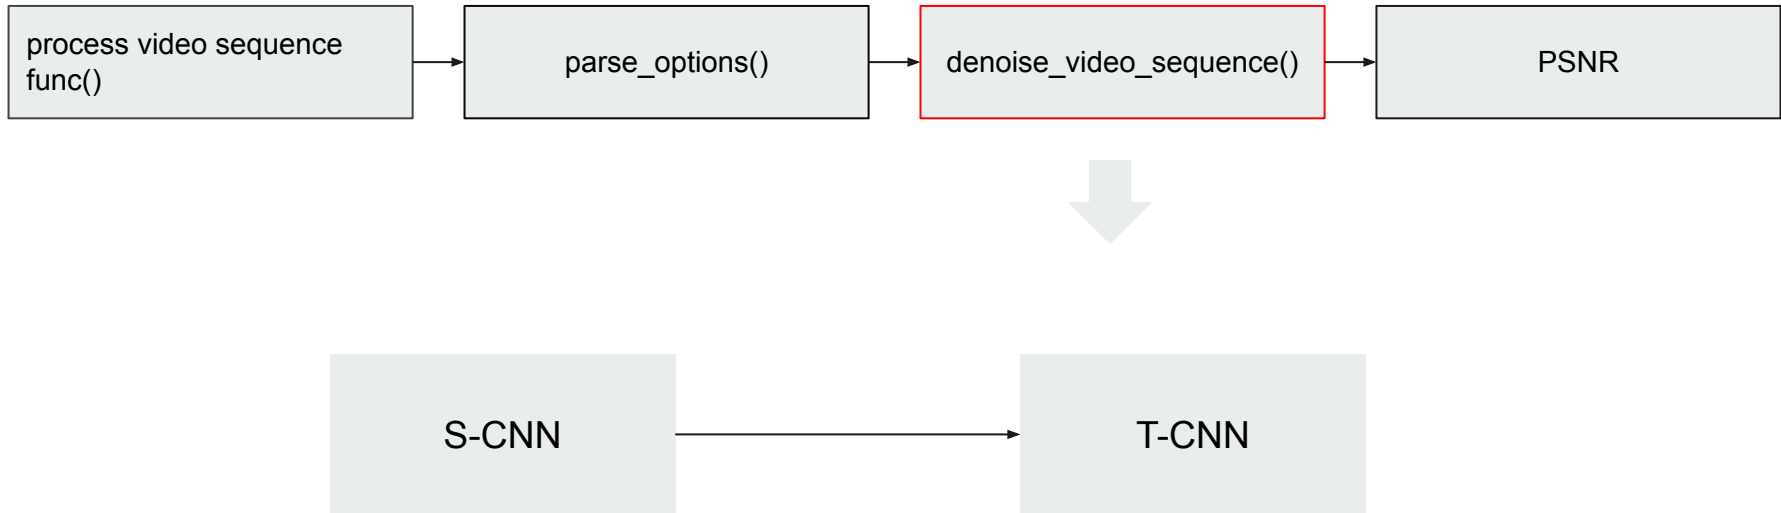 process video sequence
func()
parse_options()
denoise_video_sequence()
PSNR
S-CNN
T-CNN